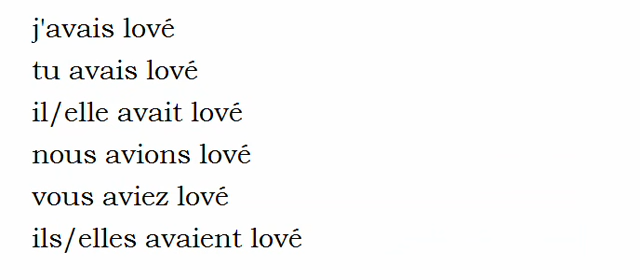 j'avais lové
tu avais lové
il/elle avait lové
nous avions lové
vous aviez lové
ils/elles avaient lové